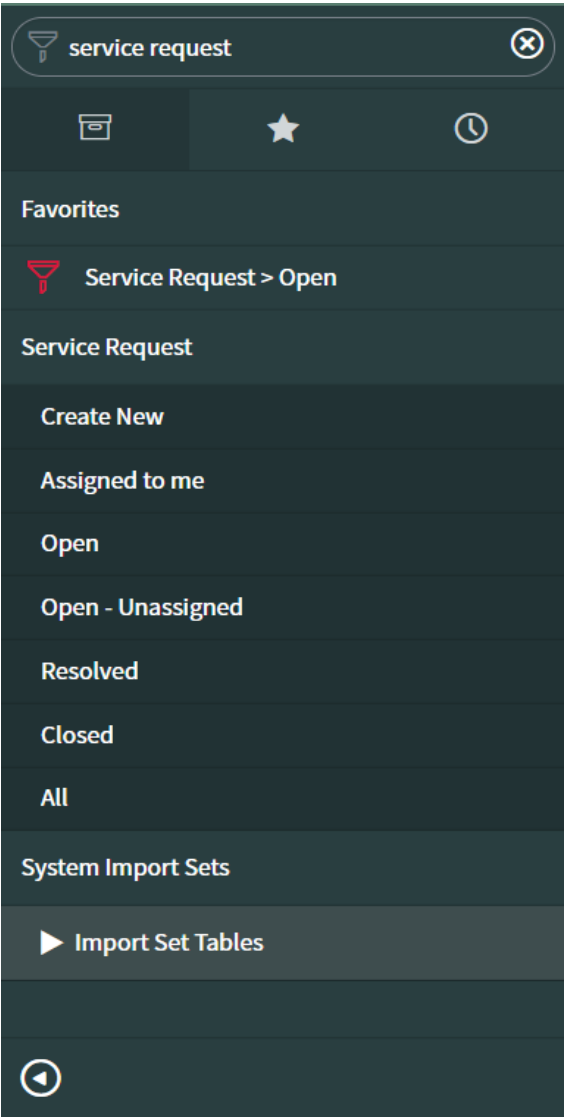 service request
Favorites
Service Request > Open
Service Request
Create New
Assigned to me
Open
Open - Unassigned
Resolved
Closed
All
System Import Sets
Import Set Tables